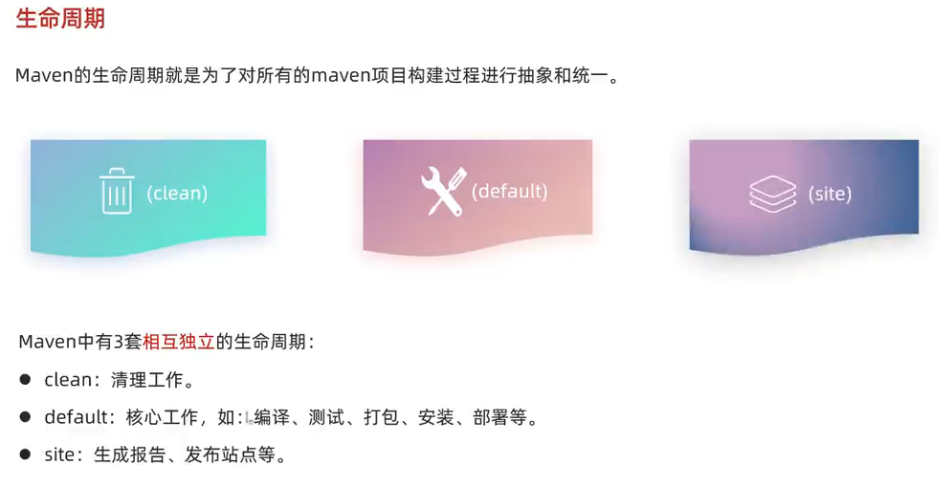 生命周期
Maven的生命周期就是为了对所有的maven项目构建过程进行抽象和统一。
(clean)
(default)
(site)
Maven中有3套相互独立的生命周期：
● clean：清理工作。
● default：核心工作，如：编译、测试、打包、安装、部署等。
● site：生成报告、发布站点等。